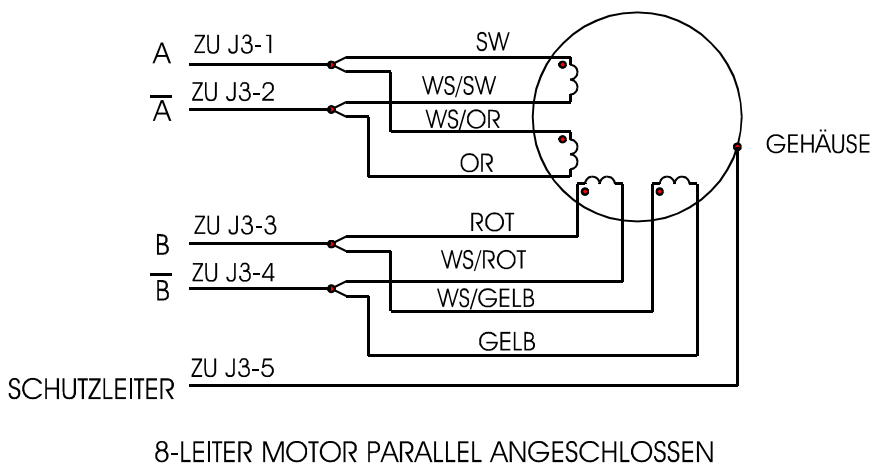 SW
A ZU J3-1
WS/SW
A ZU J3-2
WS/OR
GEHÄUSE
OR
ROT
B ZU J3-3
WS/ROT
B ZU J3-4
WS/GELB
GELB
SCHUTZLEITER ZU J3-5
8-LEITER MOTOR PARALLEL ANGESCHLOSSEN